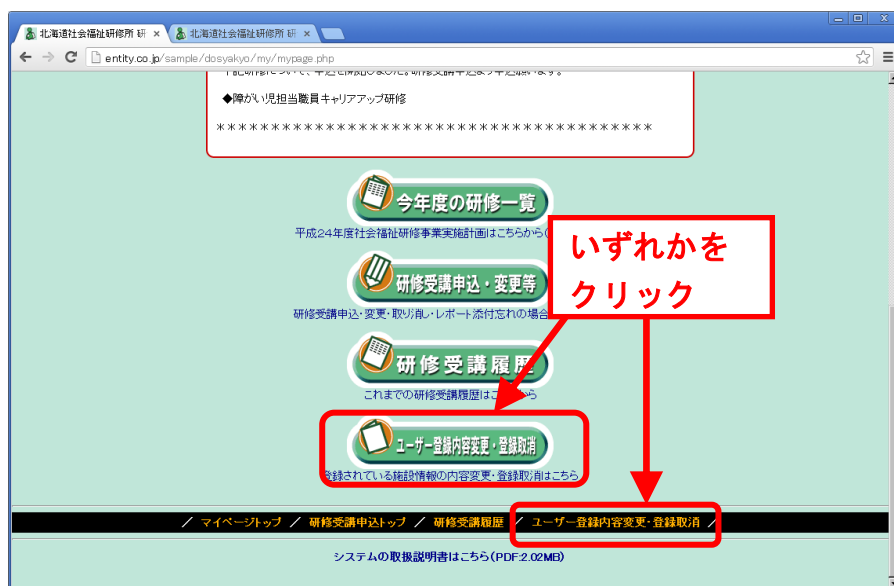 北海道社会福祉研修所 研
北海道社会福祉研修所 研
entity.co.jp/sample/dosyakyo/my/mypage.php
◆障がい児担当職員キャリアアップ研修
＊＊＊＊＊＊＊＊＊＊＊＊＊＊＊＊＊＊＊＊＊＊＊＊＊＊＊＊＊＊＊＊＊＊＊＊＊＊＊＊
今年度の研修一覧
平成24年度社会福祉研修事業実施計画はこちらから(
いずれかを
クリック
研修受講申込・変更等
研修受講申込・変更・取り消し・レポート添付忘れの場合
研修受講履歴
これまでの研修受講履歴はこ から
ユーザー登録内容変更・登録取消
登録されている施設情報の内容変更・登録取消はこちら
／ マイページトップ ／ 研修受講申込トップ ／ 研修受講履歴 ／ ユーザー登録内容変更・登録取消 ／
システムの取扱説明書はこちら(PDF:2.02MB)